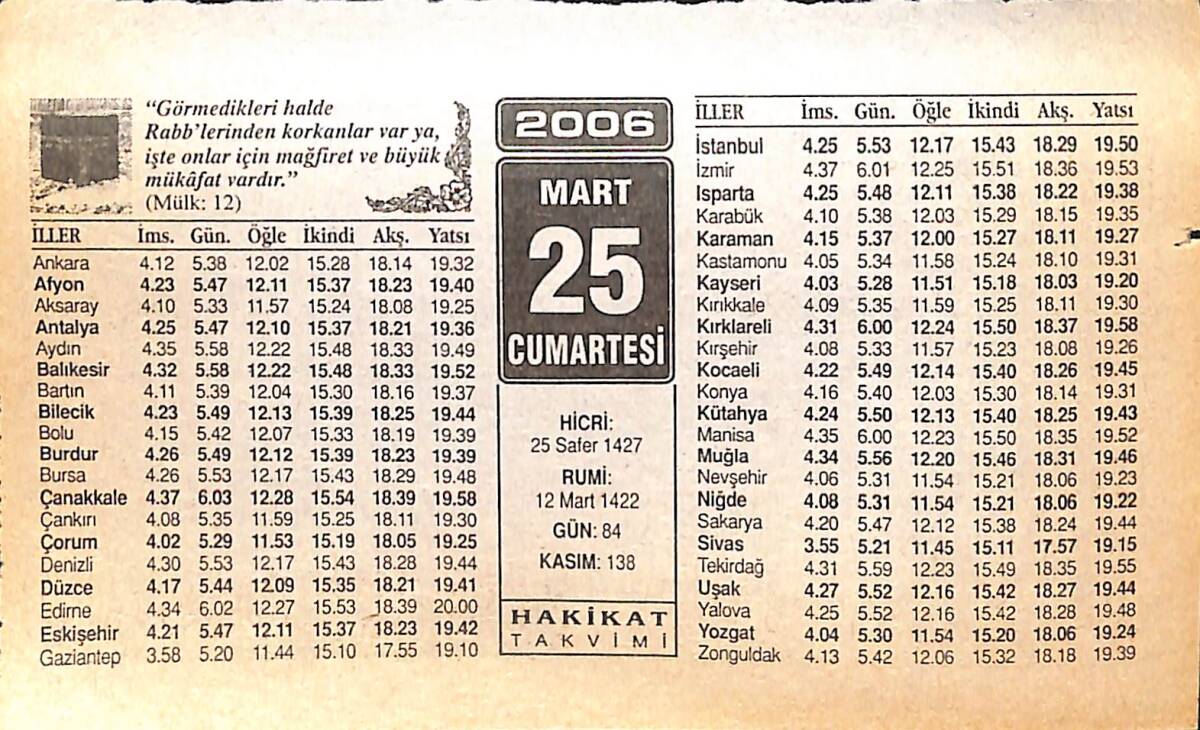 “Görmedikleri halde
Rabb’lerinden korkanlar var ya,
işte onlar için mağfiret ve büyük
mükâfat vardır.”
(Mülk: 12)
İLLER İms. Gün. Öğle İkindi Akş. Yatsı
Ankara 4.12 5.38 12.02 15.28 18.14 19.32
Afyon 4.23 5.47 12.11 15.37 18.23 19.40
Aksaray 4.10 5.33 11.57 15.24 18.08 19.25
Antalya 4.25 5.47 12.10 15.37 18.21 19.36
Aydın 4.35 5.58 12.22 15.48 18.33 19.49
Balıkesir 4.32 5.58 12.22 15.48 18.33 19.52
Bartın 4.11 5.39 12.04 15.30 18.16 19.37
Bilecik 4.23 5.49 12.13 15.39 18.25 19.44
Bolu 4.15 5.42 12.07 15.33 18.19 19.39
Burdur 4.26 5.49 12.12 15.39 18.23 19.39
Bursa 4.26 5.53 12.17 15.43 18.29 19.48
Çanakkale 4.37 6.03 12.28 15.54 18.39 19.58
Çankırı 4.08 5.35 11.59 15.25 18.11 19.30
Çorum 4.02 5.29 11.53 15.19 18.05 19.25
Denizli 4.30 5.53 12.17 15.43 18.28 19.44
Düzce 4.17 5.44 12.09 15.35 18.21 19.41
Edirne 4.34 6.02 12.27 15.53 18.39 20.00
Eskişehir 4.21 5.47 12.11 15.37 18.23 19.42
Gaziantep 3.58 5.20 11.44 15.10 17.55 19.10
2006
MART
25
CUMARTESİ
HİCRİ:
25 Safer 1427
RUMİ:
12 Mart 1422
GÜN: 84
KASIM: 138
HAKİKAT
TAKVİMİ
İLLER İms. Gün. Öğle İkindi Akş. Yatsı
İstanbul 4.25 5.53 12.17 15.43 18.29 19.50
İzmir 4.37 6.01 12.25 15.51 18.36 19.53
Isparta 4.25 5.48 12.11 15.38 18.22 19.38
Karabük 4.10 5.38 12.03 15.29 18.15 19.35
Karaman 4.15 5.37 12.00 15.27 18.11 19.27
Kastamonu 4.05 5.34 11.58 15.24 18.10 19.31
Kayseri 4.03 5.28 11.51 15.18 18.03 19.20
Kırıkkale 4.09 5.35 11.59 15.25 18.11 19.30
Kırklareli 4.31 6.00 12.24 15.50 18.37 19.58
Kırşehir 4.08 5.33 11.57 15.23 18.08 19.26
Kocaeli 4.22 5.49 12.14 15.40 18.26 19.45
Konya 4.16 5.40 12.03 15.30 18.14 19.31
Kütahya 4.24 5.50 12.13 15.40 18.25 19.43
Manisa 4.35 6.00 12.23 15.50 18.35 19.52
Muğla 4.34 5.56 12.20 15.46 18.31 19.46
Nevşehir 4.06 5.31 11.54 15.21 18.06 19.23
Niğde 4.08 5.31 11.54 15.21 18.06 19.22
Sakarya 4.20 5.47 12.12 15.38 18.24 19.44
Sivas 3.55 5.21 11.45 15.11 17.57 19.15
Tekirdağ 4.31 5.59 12.23 15.49 18.35 19.55
Uşak 4.27 5.52 12.16 15.42 18.27 19.44
Yalova 4.25 5.52 12.16 15.42 18.28 19.48
Yozgat 4.04 5.30 11.54 15.20 18.06 19.24
Zonguldak 4.13 5.42 12.06 15.32 18.18 19.39